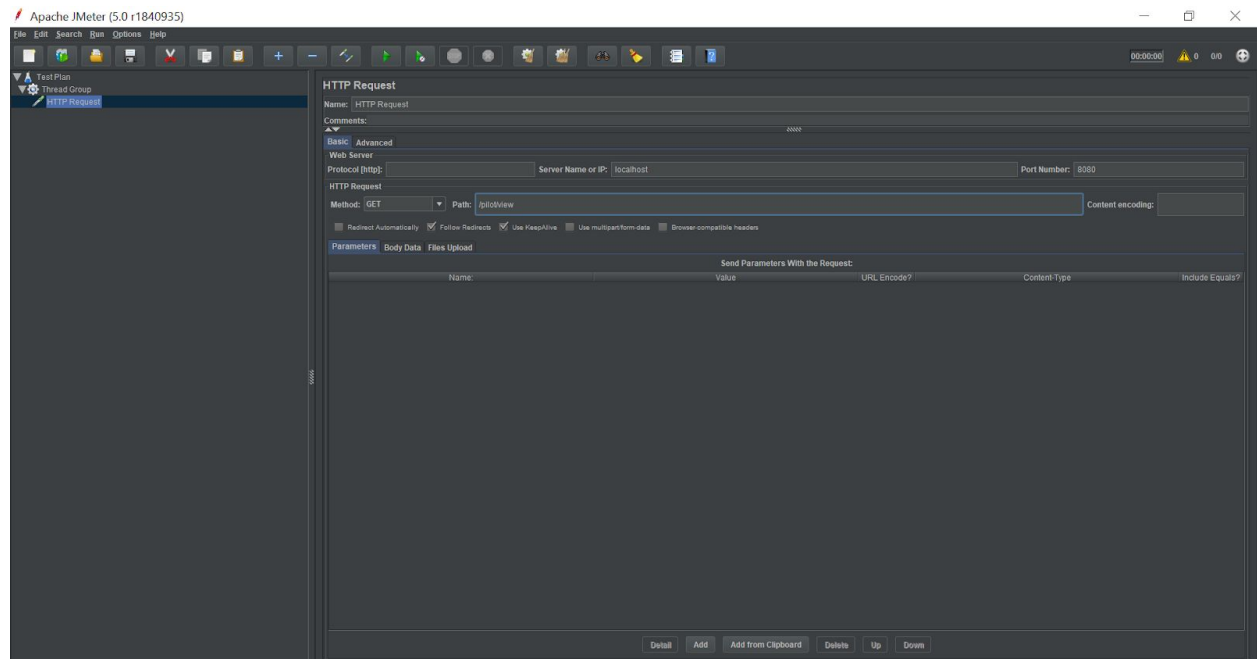 Apache JMeter (5.0 r1840935)
File Edit Search Run Options Help
00:00:00 0 0/0
Test Plan
Thread Group
HTTP Request
HTTP Request
Name: HTTP Request
Comments:
Basic Advanced
Web Server
Protocol [http]: Server Name or IP: localhost Port Number: 8080
HTTP Request
Method: GET Path: /pilot/view Content encoding:
Redirect Automatically Follow Redirects Use KeepAlive Use multipart/form-data Browser-compatible headers
Parameters Body Data Files Upload
Send Parameters With the Request:
Name: Value URL Encode? Content-Type Include Equals?
Detail Add Add from Clipboard Delete Up Down